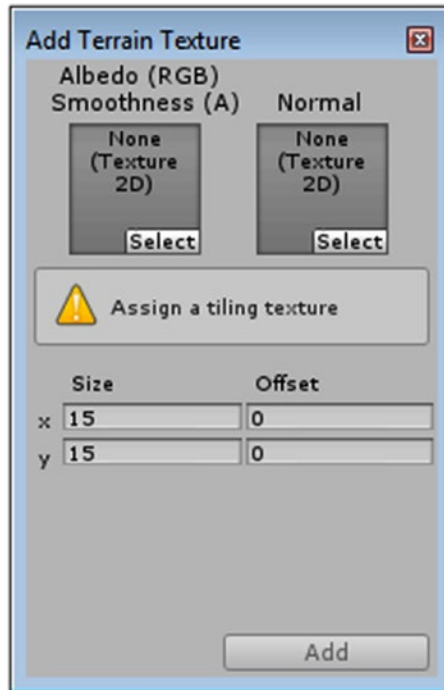 Add Terrain Texture
Albedo (RGB)
Smoothness (A) Normal
None
(Texture
2D)
Select
None
(Texture
2D)
Select
Assign a tiling texture
Size Offset
x 15 0
y 15 0
Add